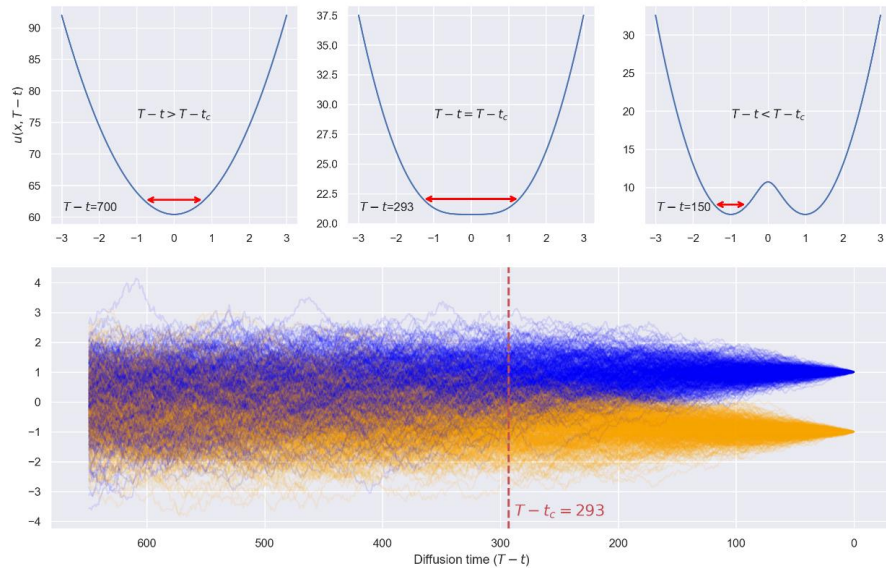 u(x, T − t)
90
85
80
75
70
65
60
T − t > T − t_c
T − t=700
−3 −2 −1 0 1 2 3
37.5
35.0
32.5
30.0
27.5
25.0
22.5
20.0
T − t = T − t_c
T − t=293
−3 −2 −1 0 1 2 3
30
20
10
T − t < T − t_c
T − t=150
−3 −2 −1 0 1 2 3
4
3
2
1
0
−1
−2
−3
−4
T − t_c = 293
600 500 400 300 200 100 0
Diffusion time (T − t)